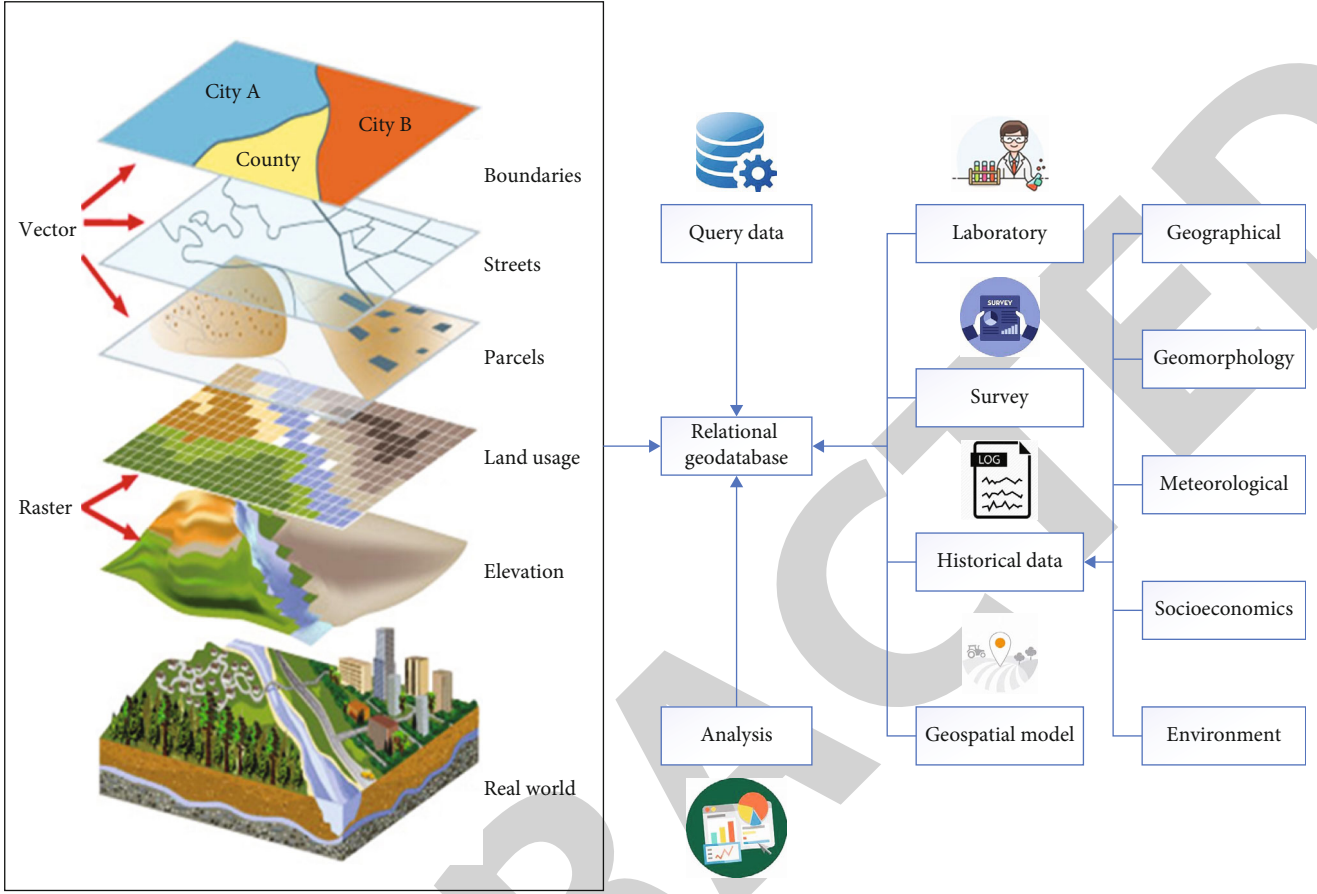 City A
City B
County
Boundaries
Vector
Streets
Parcels
Land usage
Raster
Elevation
Real world
Query data
Relational
geodatabase
Analysis
Laboratory
SURVEY
Survey
LOG
Historical data
Geospatial model
Geographical
Geomorphology
Meteorological
Socioeconomics
Environment
RACTED